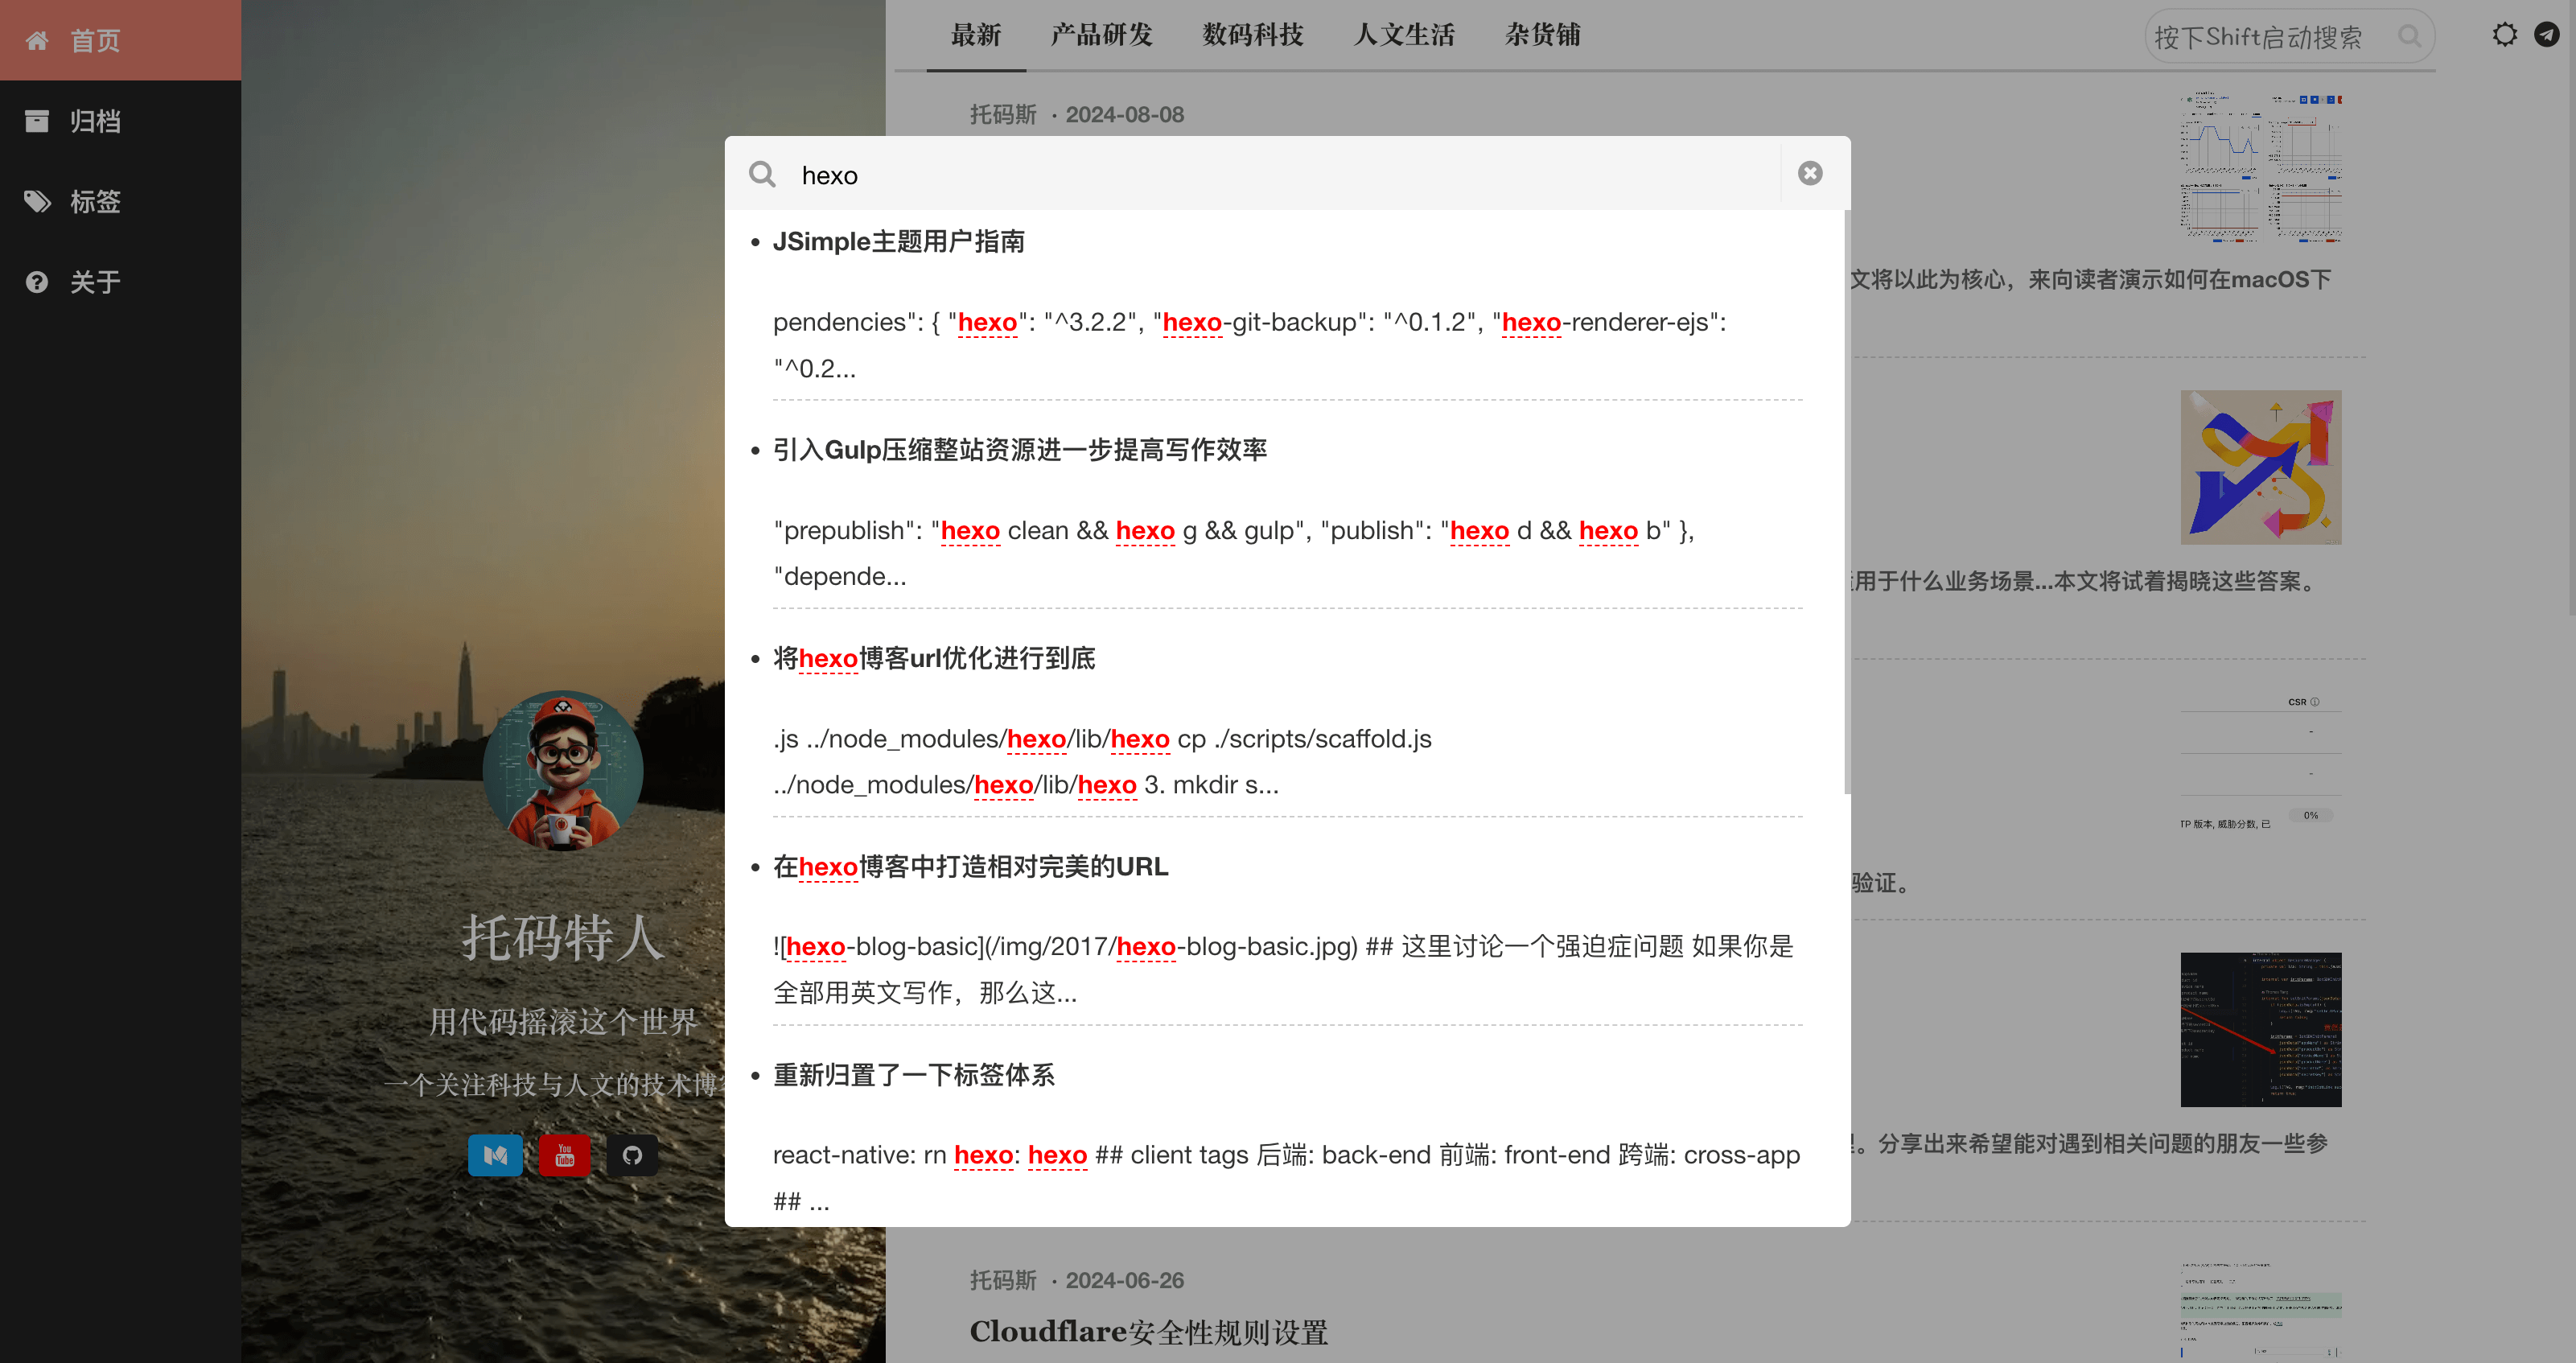 首页
归档
标签
关于
托码特人
用代码摇滚这个世界
一个关注科技与人文的技术博
You
Tube
最新 产品研发 数码科技 人文生活 杂货铺
按下Shift启动搜索
托码斯 · 2024-08-08
文将以此为核心，来向读者演示如何在macOS下
用于什么业务场景...本文将试着揭晓这些答案。
CSR
-
-
TP 版本, 威胁分数, 已
0%
验证。
。分享出来希望能对遇到相关问题的朋友一些参
托码斯 · 2024-06-26
Cloudflare安全性规则设置
hexo
JSimple主题用户指南
pendencies": { "hexo": "^3.2.2", "hexo-git-backup": "^0.1.2", "hexo-renderer-ejs":
"^0.2...
引入Gulp压缩整站资源进一步提高写作效率
"prepublish": "hexo clean && hexo g && gulp", "publish": "hexo d && hexo b" },
"depende...
将hexo博客url优化进行到底
.js ../node_modules/hexo/lib/hexo cp ./scripts/scaffold.js
../node_modules/hexo/lib/hexo 3. mkdir s...
在hexo博客中打造相对完美的URL
![hexo-blog-basic](/img/2017/hexo-blog-basic.jpg) ## 这里讨论一个强迫症问题 如果你是
全部用英文写作，那么这...
重新归置了一下标签体系
react-native: rn hexo: hexo ## client tags 后端: back-end 前端: front-end 跨端: cross-app
## ...